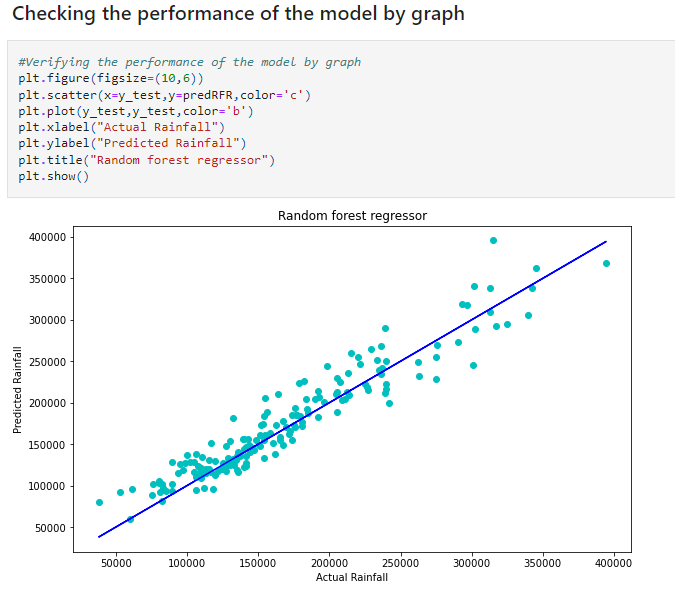 Checking the performance of the model by graph
#Verifying the performance of the model by graph
plt.figure(figsize=(10,6))
plt.scatter(x=y_test,y=predRFR,color='c')
plt.plot(y_test,y_test,color='b')
plt.xlabel("Actual Rainfall")
plt.ylabel("Predicted Rainfall")
plt.title("Random forest regressor")
plt.show()
Random forest regressor
400000
350000
300000
250000
200000
150000
100000
50000
Predicted Rainfall
50000 100000 150000 200000 250000 300000 350000 400000
Actual Rainfall